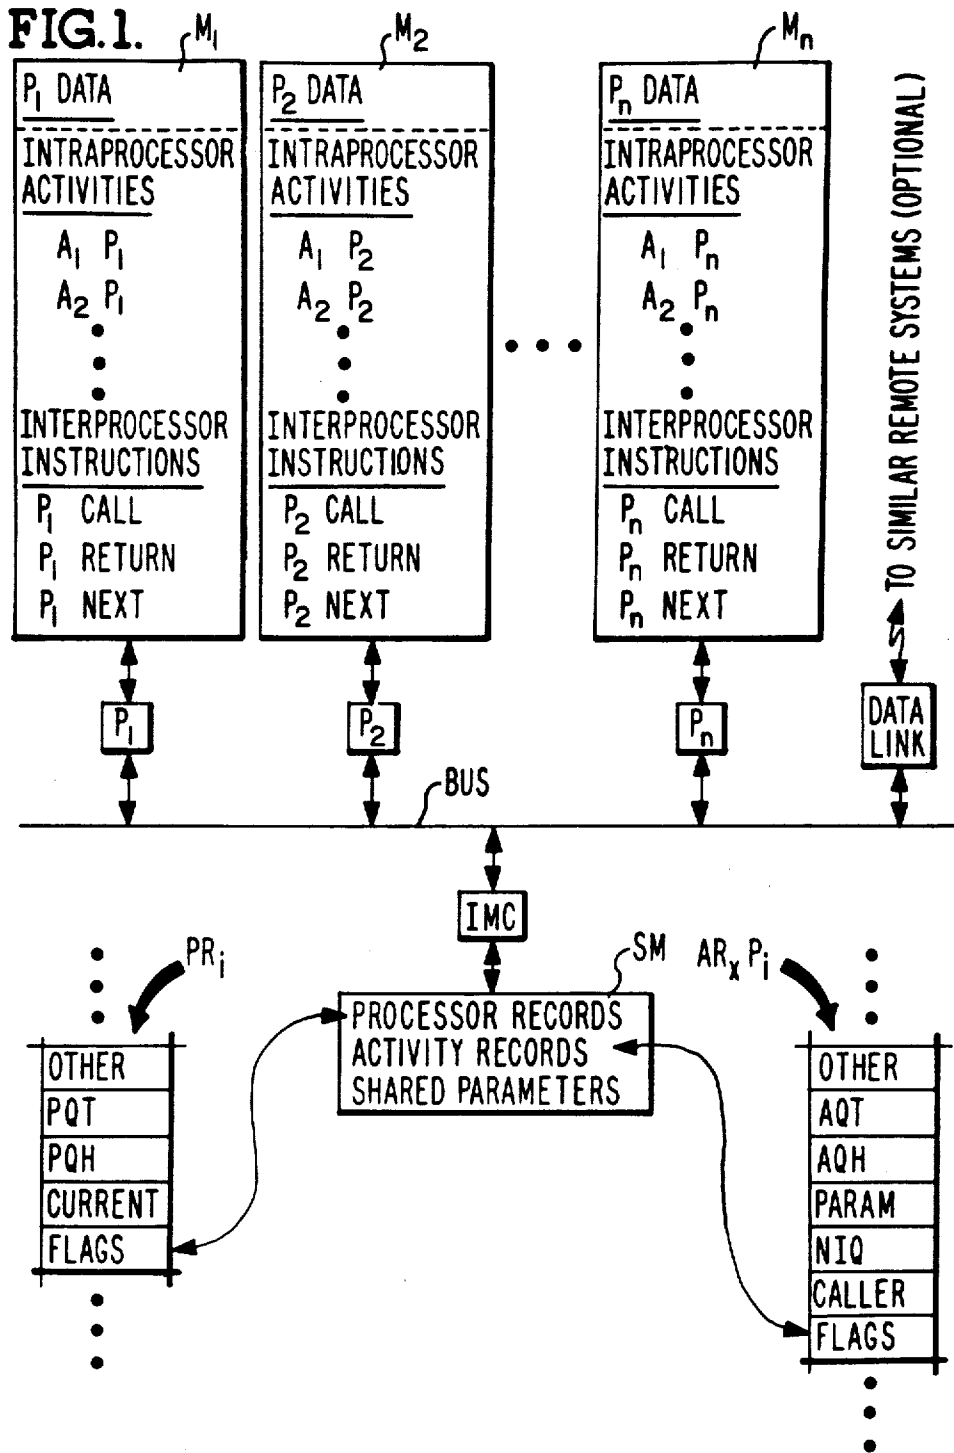 FIG.1.
M1
M2
Mn
P1 DATA
INTRAPROCESSOR
ACTIVITIES
A1 P1
A2 P1
INTERPROCESSOR
INSTRUCTIONS
P1 CALL
P1 RETURN
P1 NEXT
P2 DATA
INTRAPROCESSOR
ACTIVITIES
A1 P2
A2 P2
INTERPROCESSOR
INSTRUCTIONS
P2 CALL
P2 RETURN
P2 NEXT
Pn DATA
INTRAPROCESSOR
ACTIVITIES
A1 Pn
A2 Pn
INTERPROCESSOR
INSTRUCTIONS
Pn CALL
Pn RETURN
Pn NEXT
TO SIMILAR REMOTE SYSTEMS (OPTIONAL)
P1
P2
Pn
DATA
LINK
BUS
IMC
SM
PROCESSOR RECORDS
ACTIVITY RECORDS
SHARED PARAMETERS
PRi
OTHER
PQT
PQH
CURRENT
FLAGS
ARx Pi
OTHER
AQT
AQH
PARAM
NIQ
CALLER
FLAGS